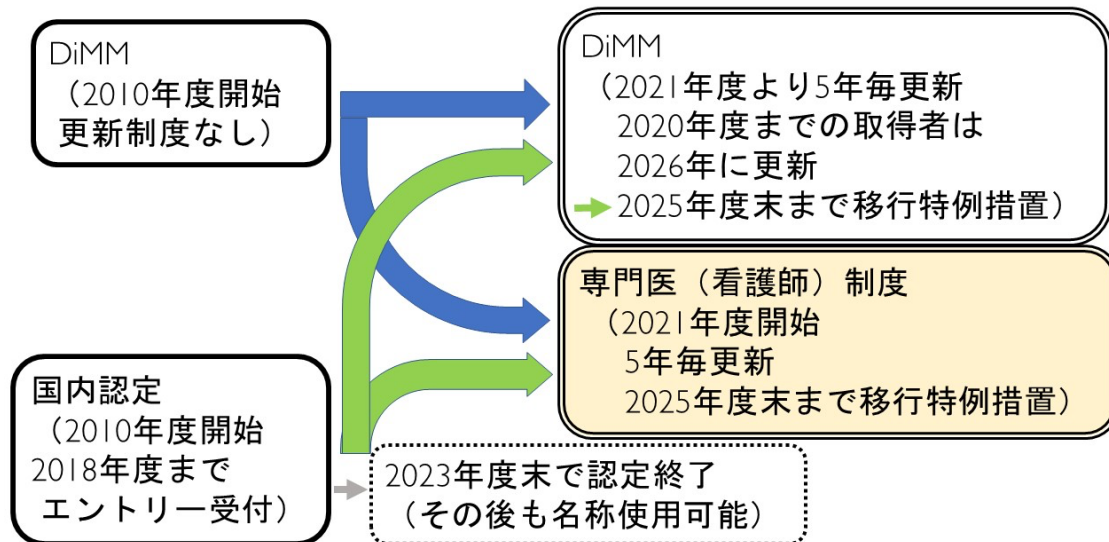 DiMM
（2010年度開始
更新制度なし）
DiMM
（2021年度より5年毎更新
2020年度までの取得者は
2026年に更新
2025年度末まで移行特例措置）
専門医（看護師）制度
（2021年度開始
5年毎更新
2025年度末まで移行特例措置）
国内認定
（2010年度開始
2018年度まで
エントリー受付）
2023年度末で認定終了
（その後も名称使用可能）